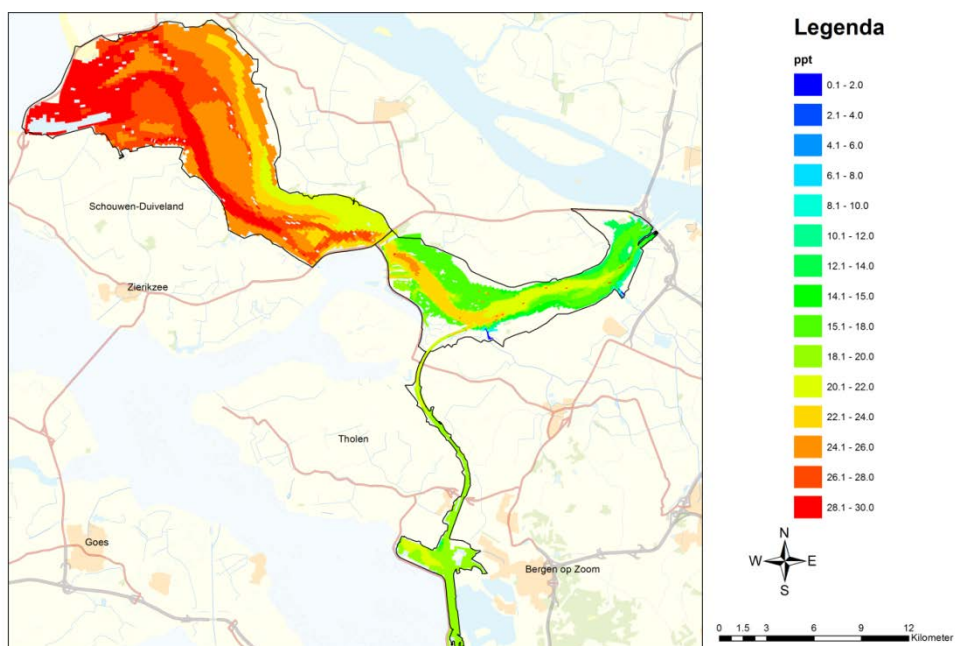 Legenda
ppt
0.1 - 2.0
2.1 - 4.0
4.1 - 6.0
6.1 - 8.0
8.1 - 10.0
10.1 - 12.0
12.1 - 14.0
14.1 - 15.0
15.1 - 18.0
18.1 - 20.0
20.1 - 22.0
22.1 - 24.0
24.1 - 26.0
26.1 - 28.0
28.1 - 30.0
Schouwen-Duiveland
Zierikzee
Tholen
Goes
Bergen op Zoom
N
W E
S
0 1.5 3 6 9 12
Kilometer